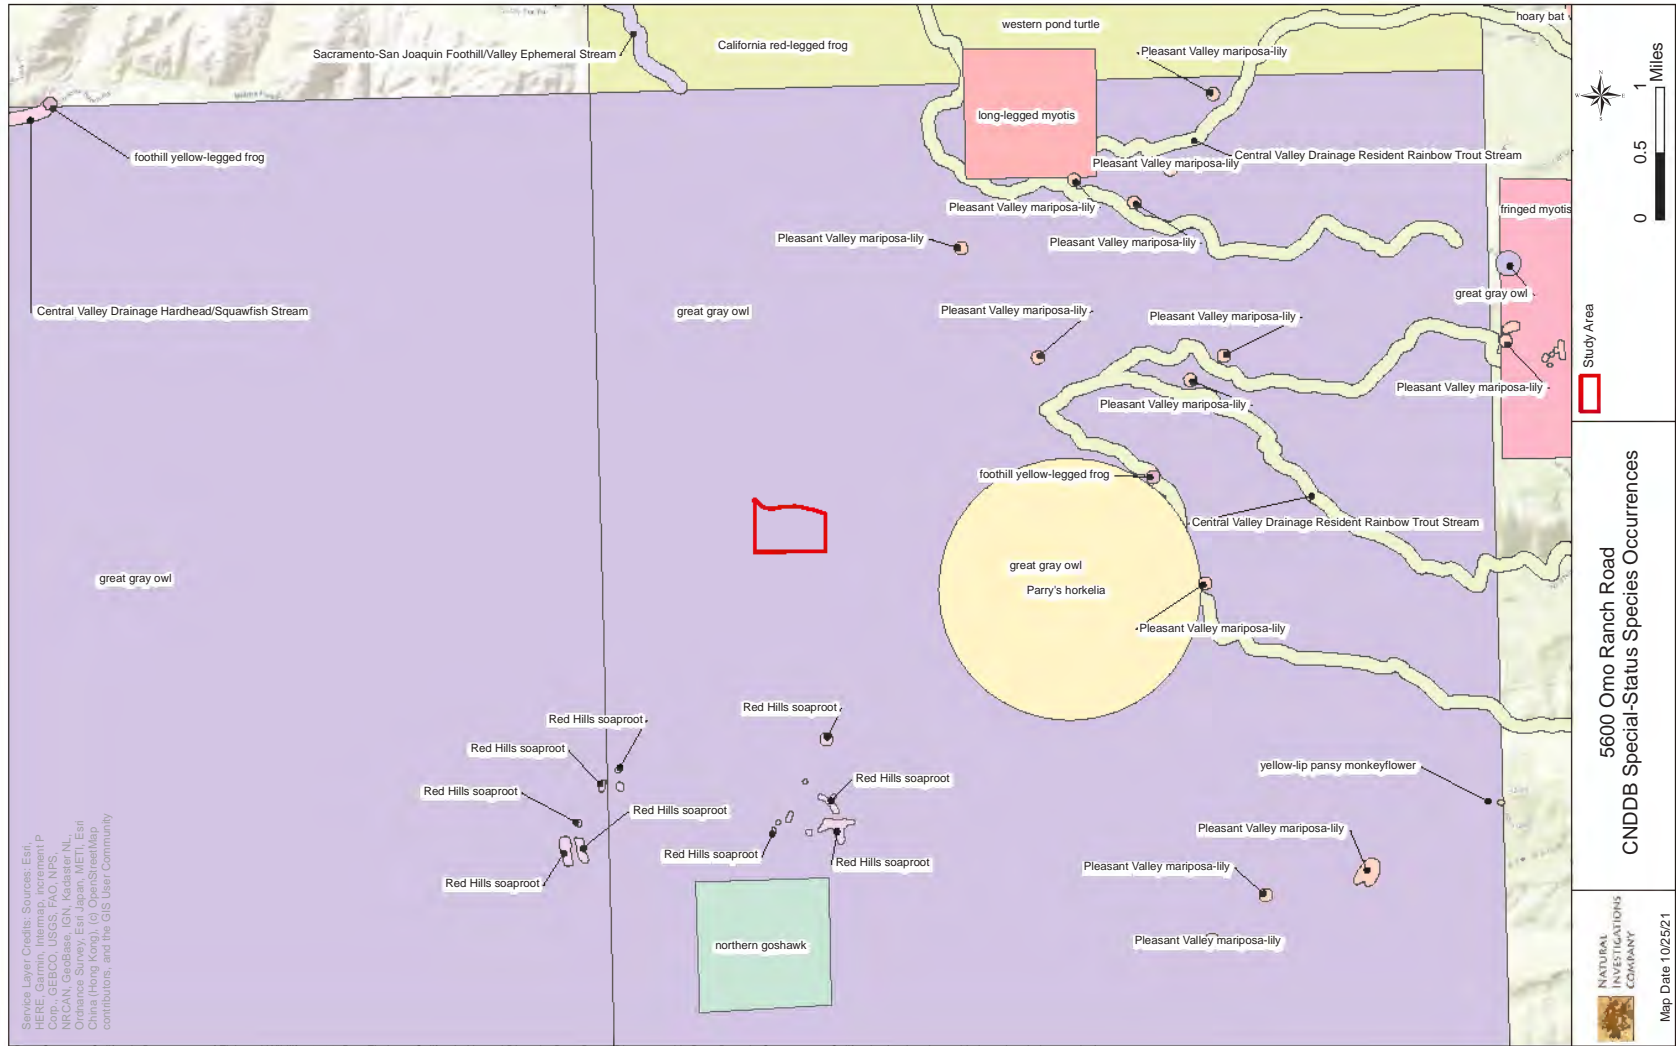 Sacramento-San Joaquin Foothill/Valley Ephemeral Stream
California red-legged frog
western pond turtle
hoary bat
Pleasant Valley mariposa-lily
long-legged myotis
foothill yellow-legged frog
Central Valley Drainage Resident Rainbow Trout Stream
Pleasant Valley mariposa-lily
Pleasant Valley mariposa-lily
fringed myotis
Pleasant Valley mariposa-lily
Pleasant Valley mariposa-lily
great gray owl
Central Valley Drainage Hardhead/Squawfish Stream
great gray owl
Pleasant Valley mariposa-lily
Pleasant Valley mariposa-lily
Pleasant Valley mariposa-lily
Pleasant Valley mariposa-lily
foothill yellow-legged frog
Central Valley Drainage Resident Rainbow Trout Stream
great gray owl
great gray owl
Parry's horkelia
Pleasant Valley mariposa-lily
Red Hills soaproot
Red Hills soaproot
Red Hills soaproot
Red Hills soaproot
Red Hills soaproot
Red Hills soaproot
Red Hills soaproot
Red Hills soaproot
Red Hills soaproot
yellow-lip pansy monkeyflower
Pleasant Valley mariposa-lily
Pleasant Valley mariposa-lily
Pleasant Valley mariposa-lily
northern goshawk
Service Layer Credits: Sources: Esri,
HERE, Garmin, Intermap, increment P
Corp., GEBCO, USGS, FAO, NPS,
NRCAN, GeoBase, IGN, Kadaster NL,
Ordnance Survey, Esri Japan, METI, Esri
China (Hong Kong), (c) OpenStreetMap
contributors, and the GIS User Community
N
S
W
E
0
0.5
1
Miles
Study Area
5600 Omo Ranch Road
CNDDB Special-Status Species Occurrences
NATURAL
INVESTIGATIONS
COMPANY
Map Date 10/25/21